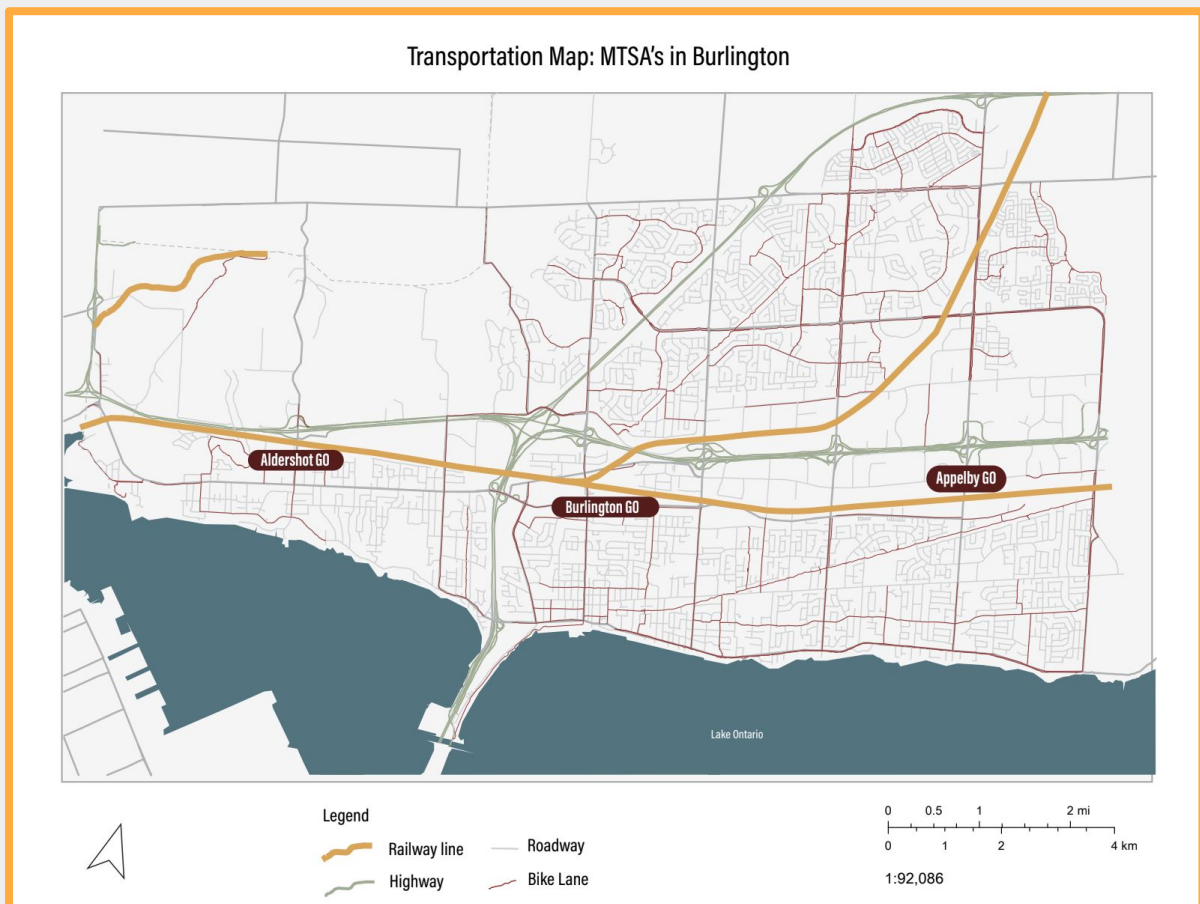 Transportation Map: MTSA's in Burlington
Aldershot GO
Appelby GO
Burlington GO
Lake Ontario
Legend
Railway line
Roadway
Highway
Bike Lane
0 0.5 1 2 mi
0 1 2 4 km
1:92,086